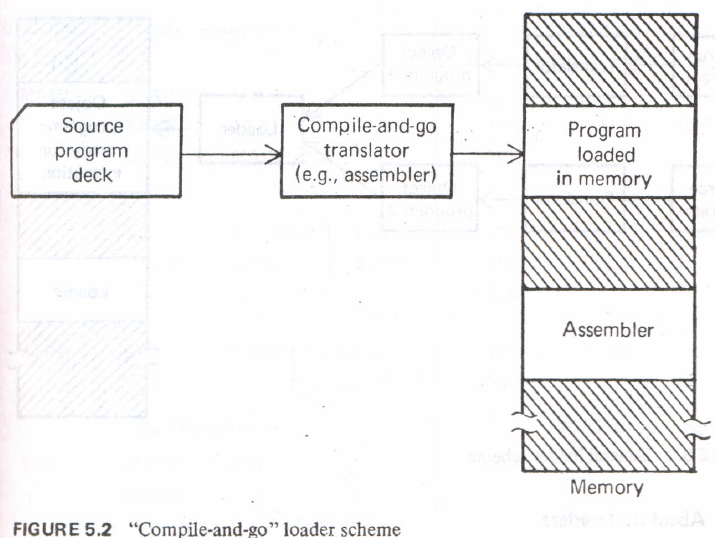 Source
program
deck
Compile-and-go
translator
(e.g., assembler)
Program
loaded
in memory
Assembler
Memory
FIGURE 5.2 "Compile-and-go" loader scheme